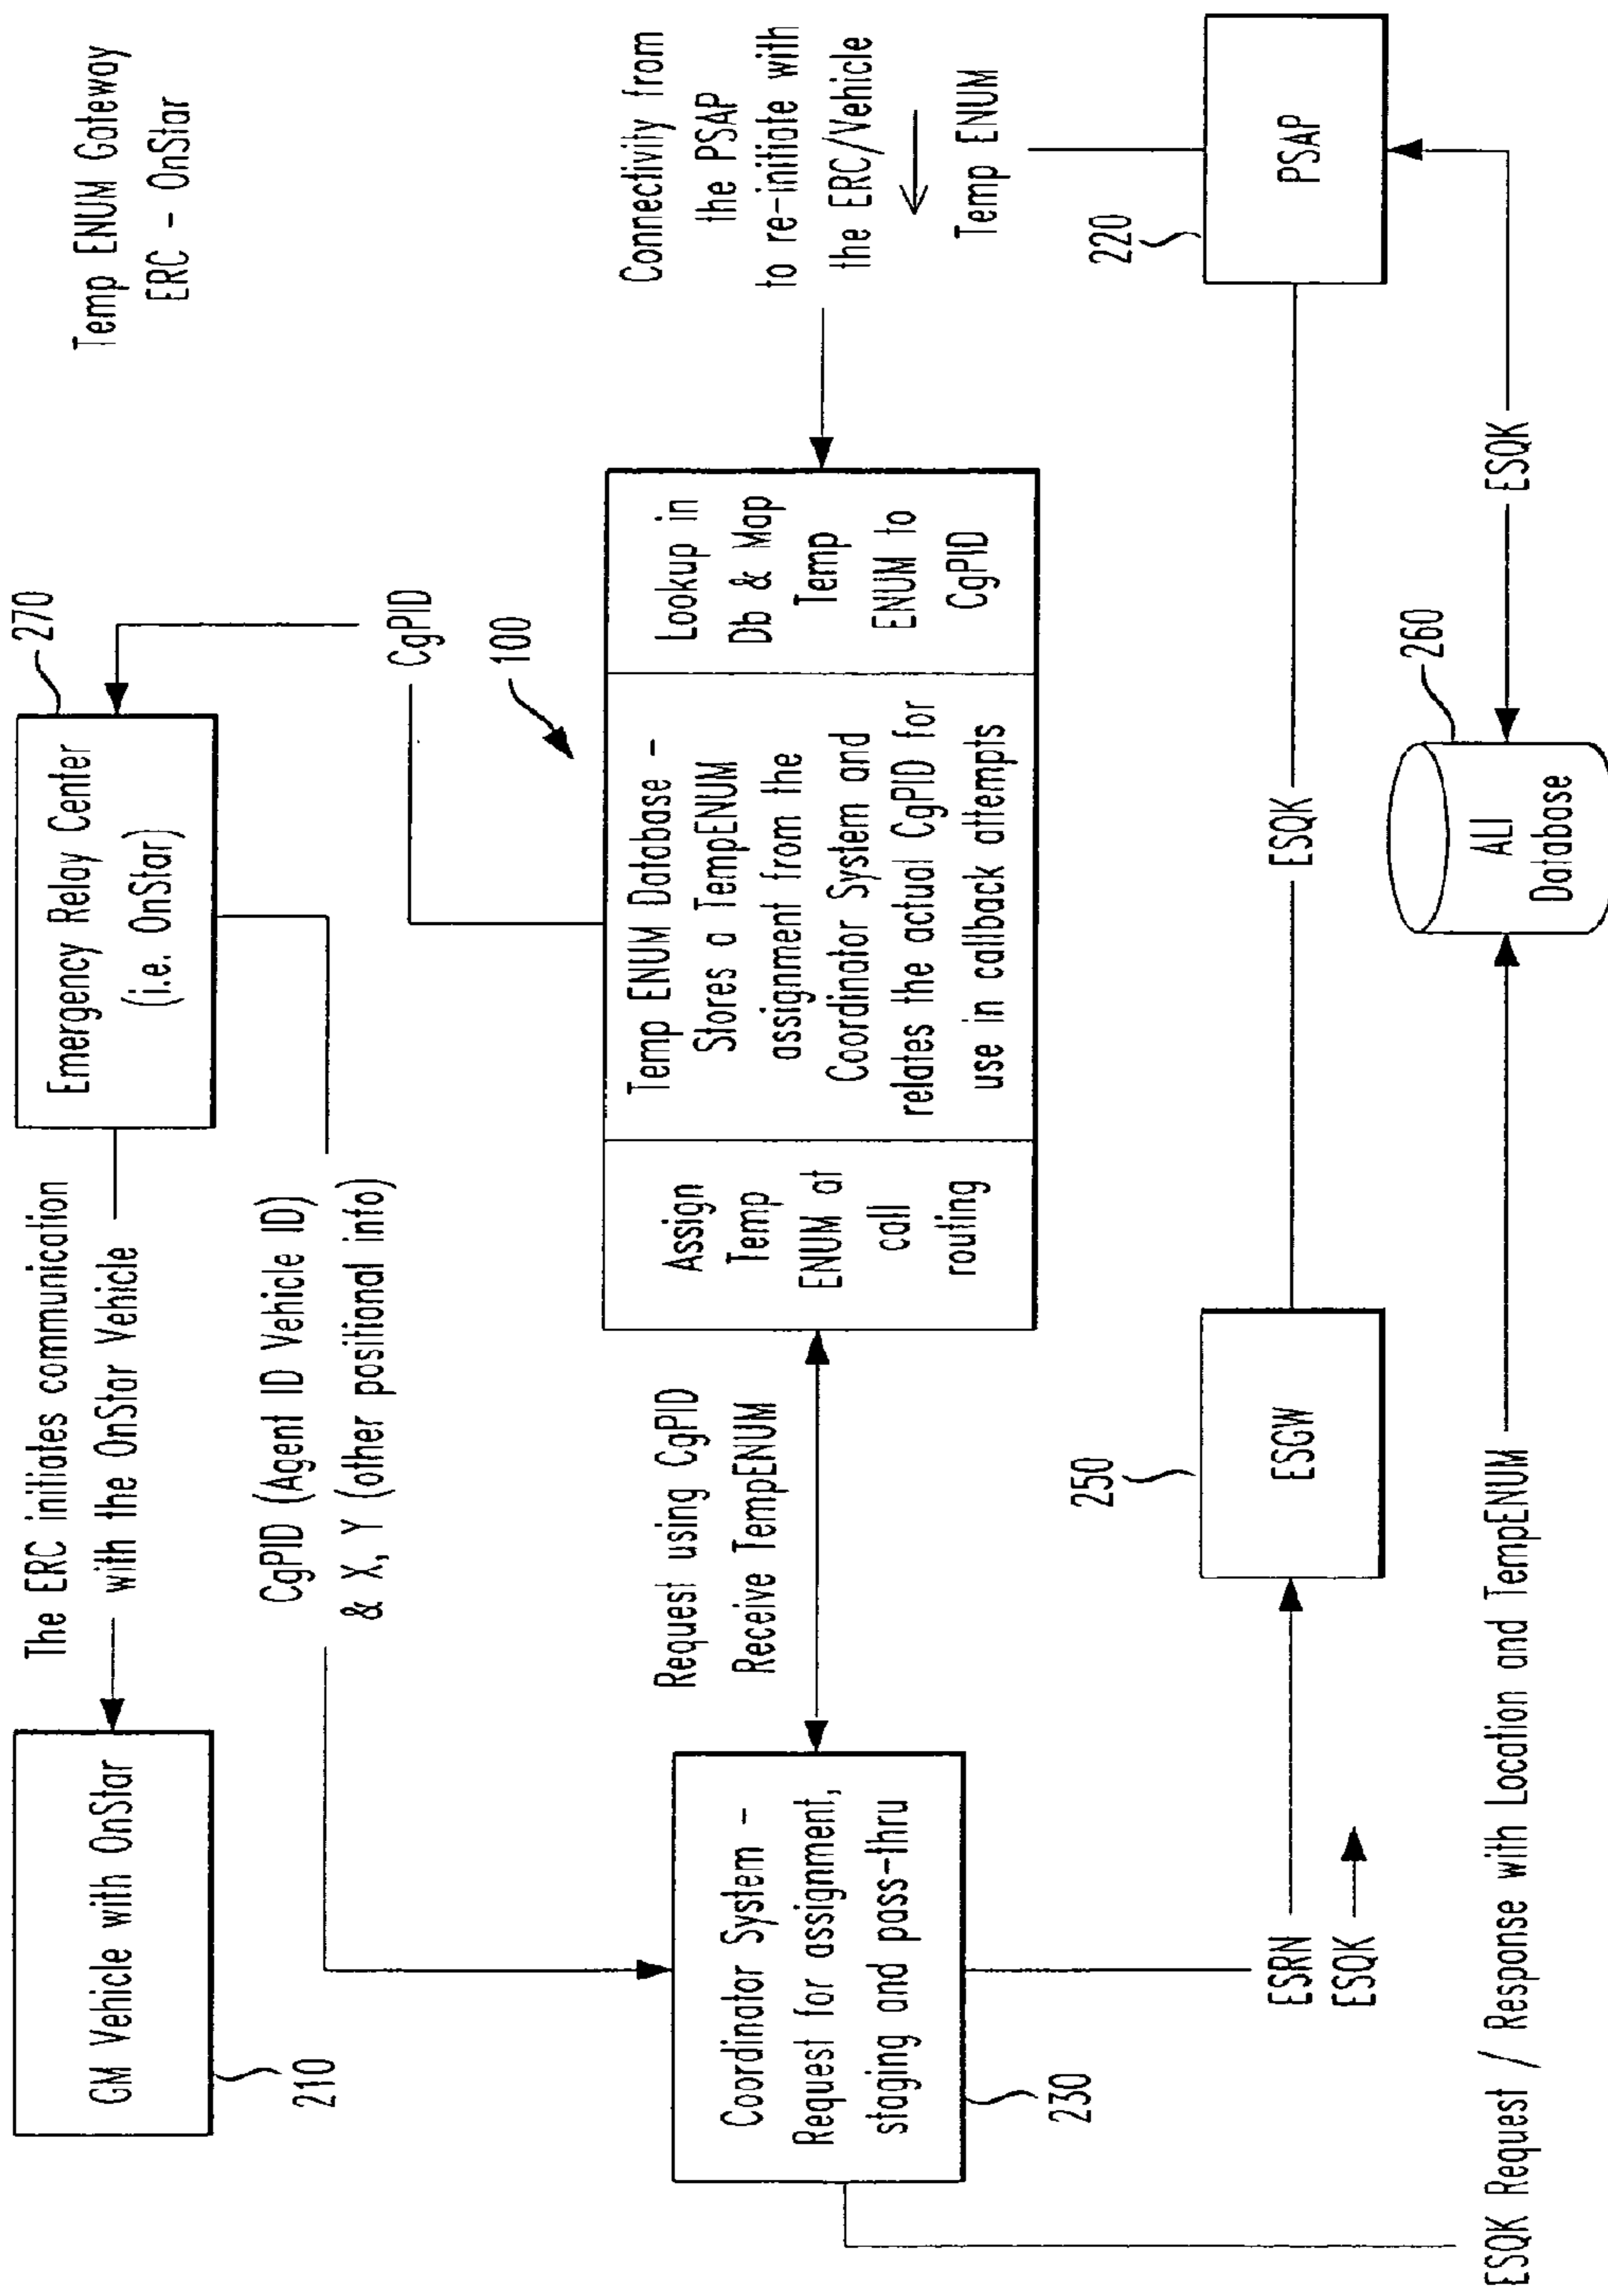 Temp ENUM Gateway
ERC - OnStar
GM Vehicle with OnStar
210
The ERC initiates communication
with the OnStar Vehicle
Emergency Relay Center
(i.e. OnStar)
270
CgPID (Agent ID Vehicle ID)
& X, Y (other positional info)
CgPID
100
Coordinator System -
Request for assignment,
staging and pass-thru
230
Request using CgPID
Receive TempENUM
Assign
Temp
ENUM at
call
routing
Temp ENUM Database -
Stores a TempENUM
assignment from the
Coordinator System and
relates the actual CgPID for
use in callback attempts
Lookup in
Db & Map
Temp
ENUM to
CgPID
Connectivity from
the PSAP
to re-initiate with
the ERC/Vehicle
Temp ENUM
ESRN
ESQK
250
ESGW
ESQK
220
PSAP
ESQK Request / Response with Location and TempENUM
260
ALI
Database
ESQK